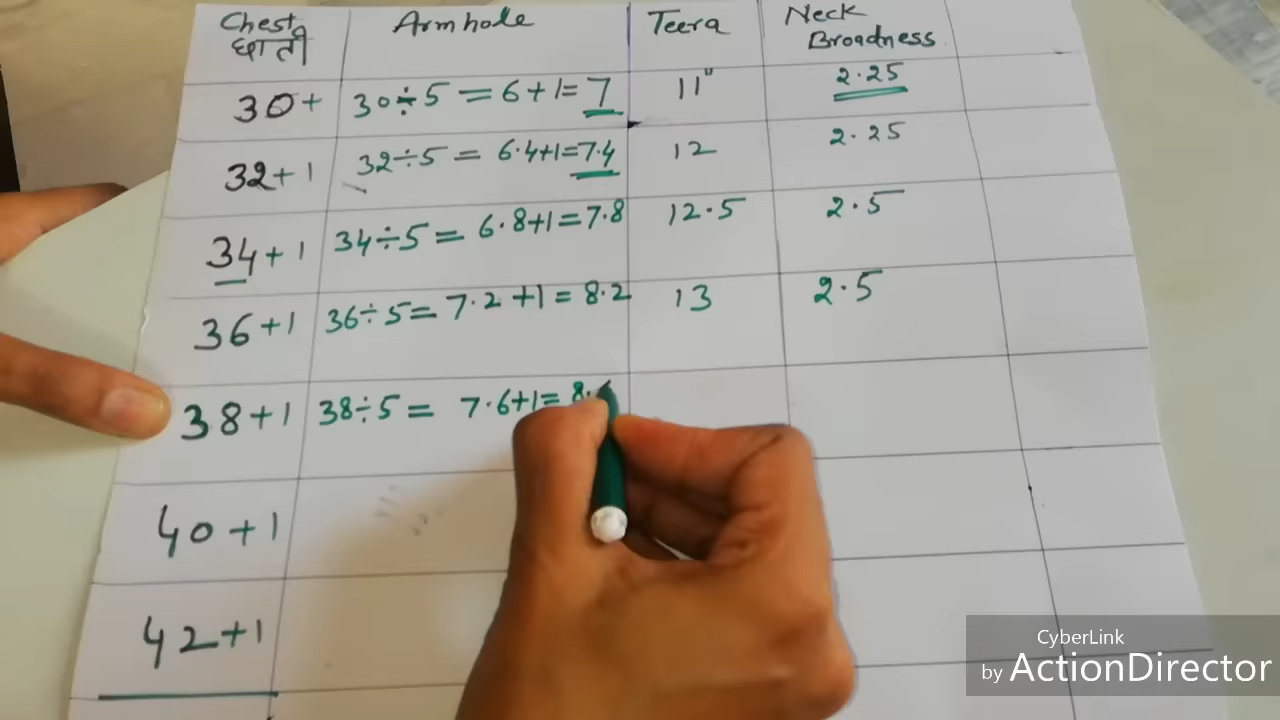 Chest Armhole Teera Neck
छाती Broadness
30+ 30÷5 = 6+1= 7 11" 2.25
32+1 32÷5 = 6.4+1=7.4 12 2.25
34+1 34÷5 = 6.8+1=7.8 12.5 2.5
36+1 36÷5= 7.2+1= 8.2 13 2.5
38+1 38÷5= 7.6+1= 8.
40+1
42+1
CyberLink
by ActionDirector